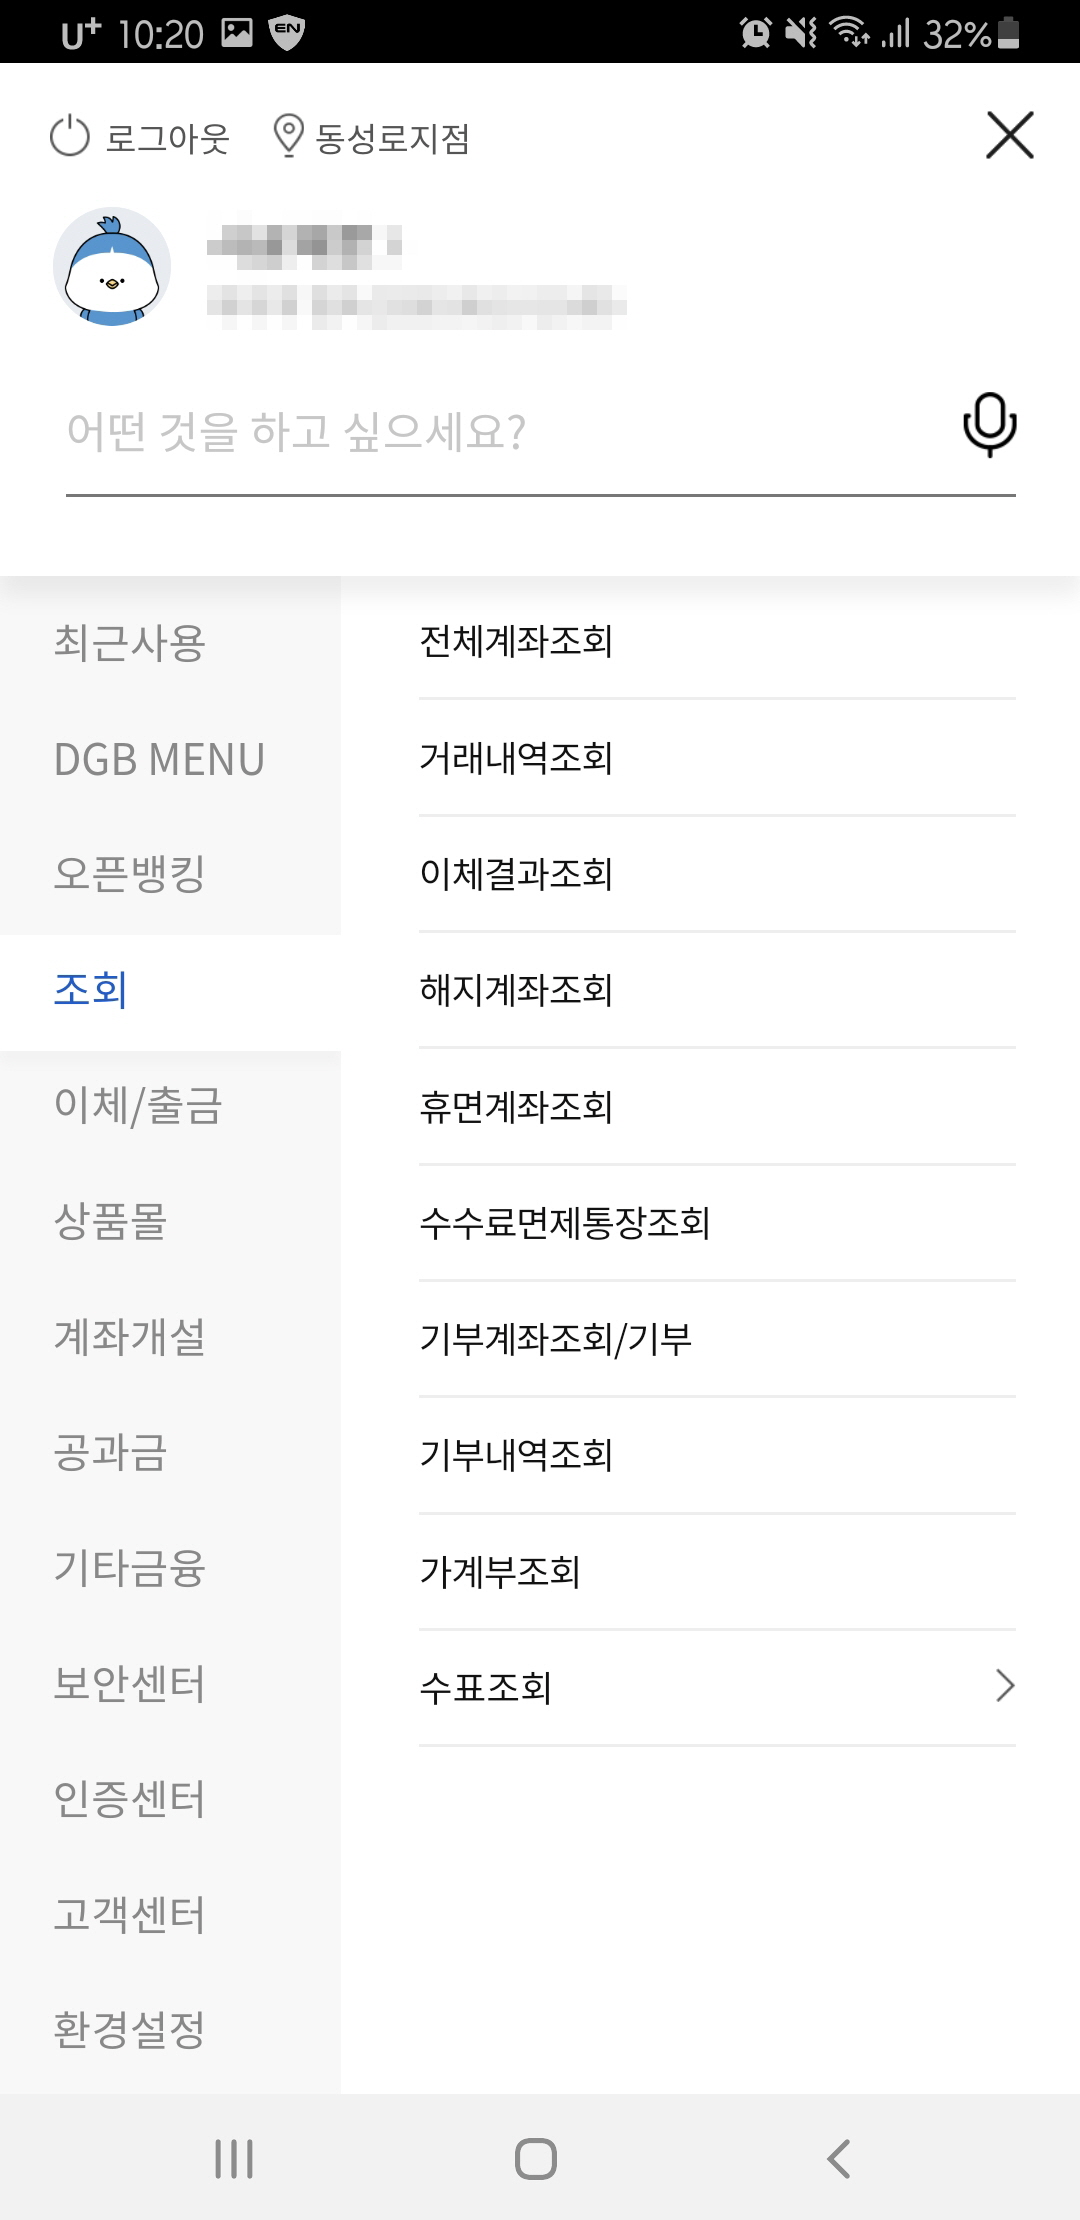 U+ 10:20 EN 32%
로그아웃 동성로지점
어떤 것을 하고 싶으세요?
최근사용
DGB MENU
오픈뱅킹
조회
이체/출금
상품몰
계좌개설
공과금
기타금융
보안센터
인증센터
고객센터
환경설정
전체계좌조회
거래내역조회
이체결과조회
해지계좌조회
휴면계좌조회
수수료면제통장조회
기부계좌조회/기부
기부내역조회
가계부조회
수표조회